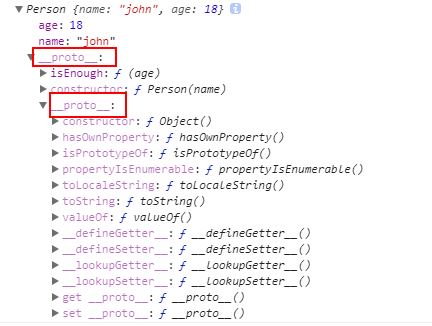 Person {name: "john", age: 18} i
age: 18
name: "john"
__proto__:
isEnough: ƒ (age)
constructor: ƒ Person(name)
__proto__:
constructor: ƒ Object()
hasOwnProperty: ƒ hasOwnProperty()
isPrototypeOf: ƒ isPrototypeOf()
propertyIsEnumerable: ƒ propertyIsEnumerable()
toLocaleString: ƒ toLocaleString()
toString: ƒ toString()
valueOf: ƒ valueOf()
__defineGetter__: ƒ __defineGetter__()
__defineSetter__: ƒ __defineSetter__()
__lookupGetter__: ƒ __lookupGetter__()
__lookupSetter__: ƒ __lookupSetter__()
get __proto__: ƒ __proto__()
set __proto__: ƒ __proto__()